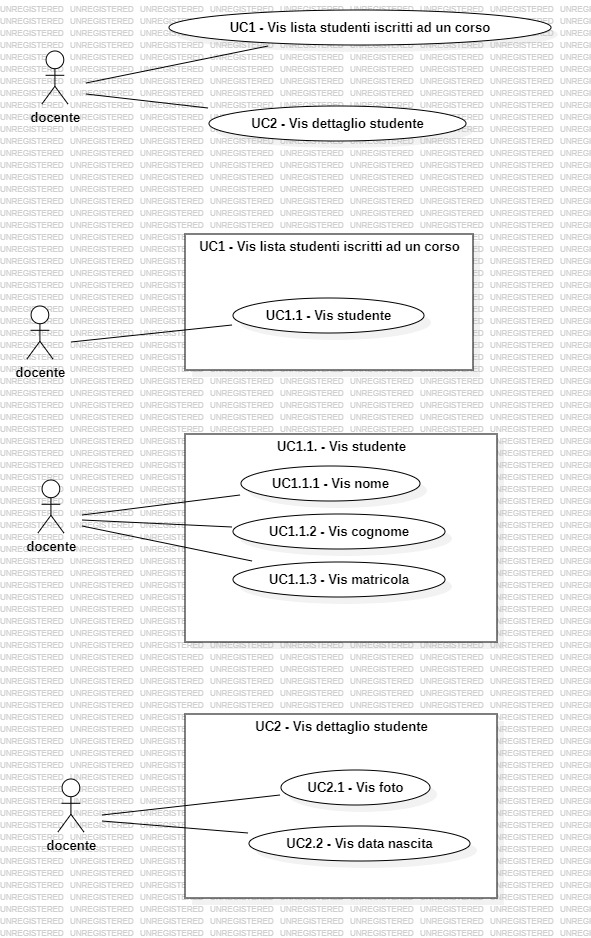 UC1 - Vis lista studenti iscritti ad un corso
docente
UC2 - Vis dettaglio studente
UC1 - Vis lista studenti iscritti ad un corso
UC1.1 - Vis studente
docente
UC1.1. - Vis studente
UC1.1.1 - Vis nome
docente
UC1.1.2 - Vis cognome
UC1.1.3 - Vis matricola
UC2 - Vis dettaglio studente
UC2.1 - Vis foto
docente
UC2.2 - Vis data nascita
UNREGISTERED